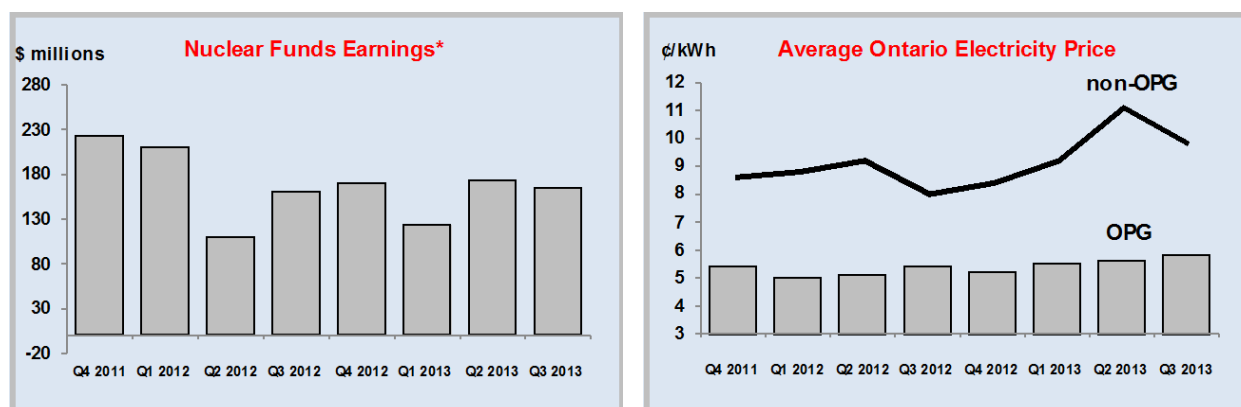 Nuclear Funds Earnings*
$ millions
280
230
180
130
80
30
-20
Q4 2011 Q1 2012 Q2 2012 Q3 2012 Q4 2012 Q1 2013 Q2 2013 Q3 2013
Average Ontario Electricity Price
¢/kWh
12
11
10
9
8
7
6
5
4
3
non-OPG
OPG
Q4 2011 Q1 2012 Q2 2012 Q3 2012 Q4 2012 Q1 2013 Q2 2013 Q3 2013